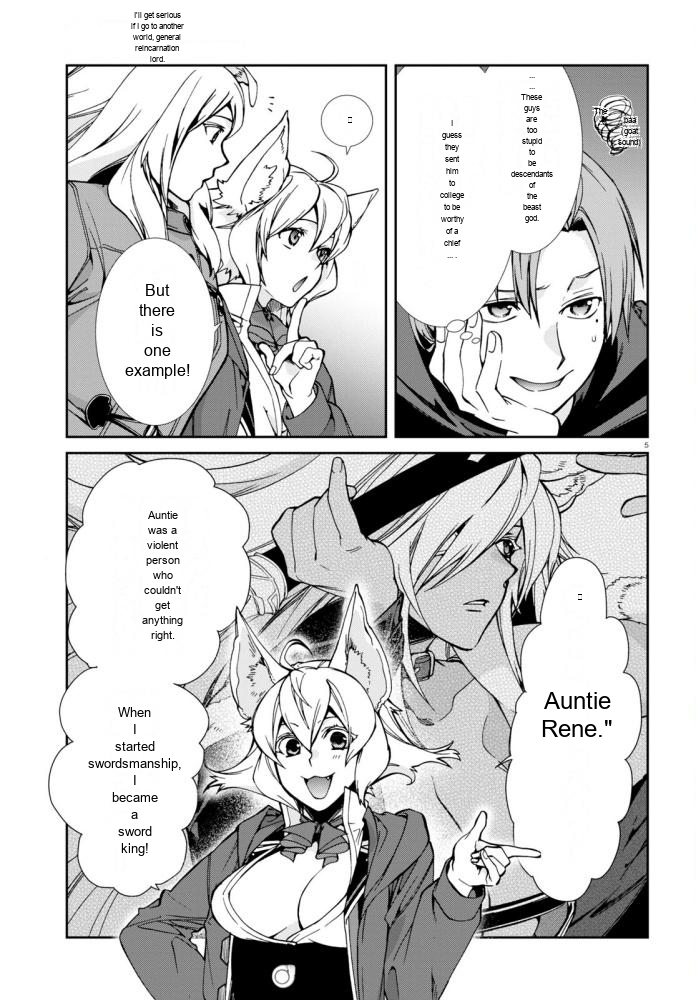 I'll get serious
if I go to another
world, general
reincarnation
lord.
... 
...
These
guys
are
too
stupid
to
be
descendants
of
the
beast
god.
I
guess
they
sent
him
to
college
to be
worthy
of a
chief
... .
The
baa
(goat
sound)
But
there
is
one
example!
5
Auntie
Rene."
Auntie
was a
violent
person
who
couldn't
get
anything
right.
When
I
started
swordsmanship,
I
became
a
sword
king!